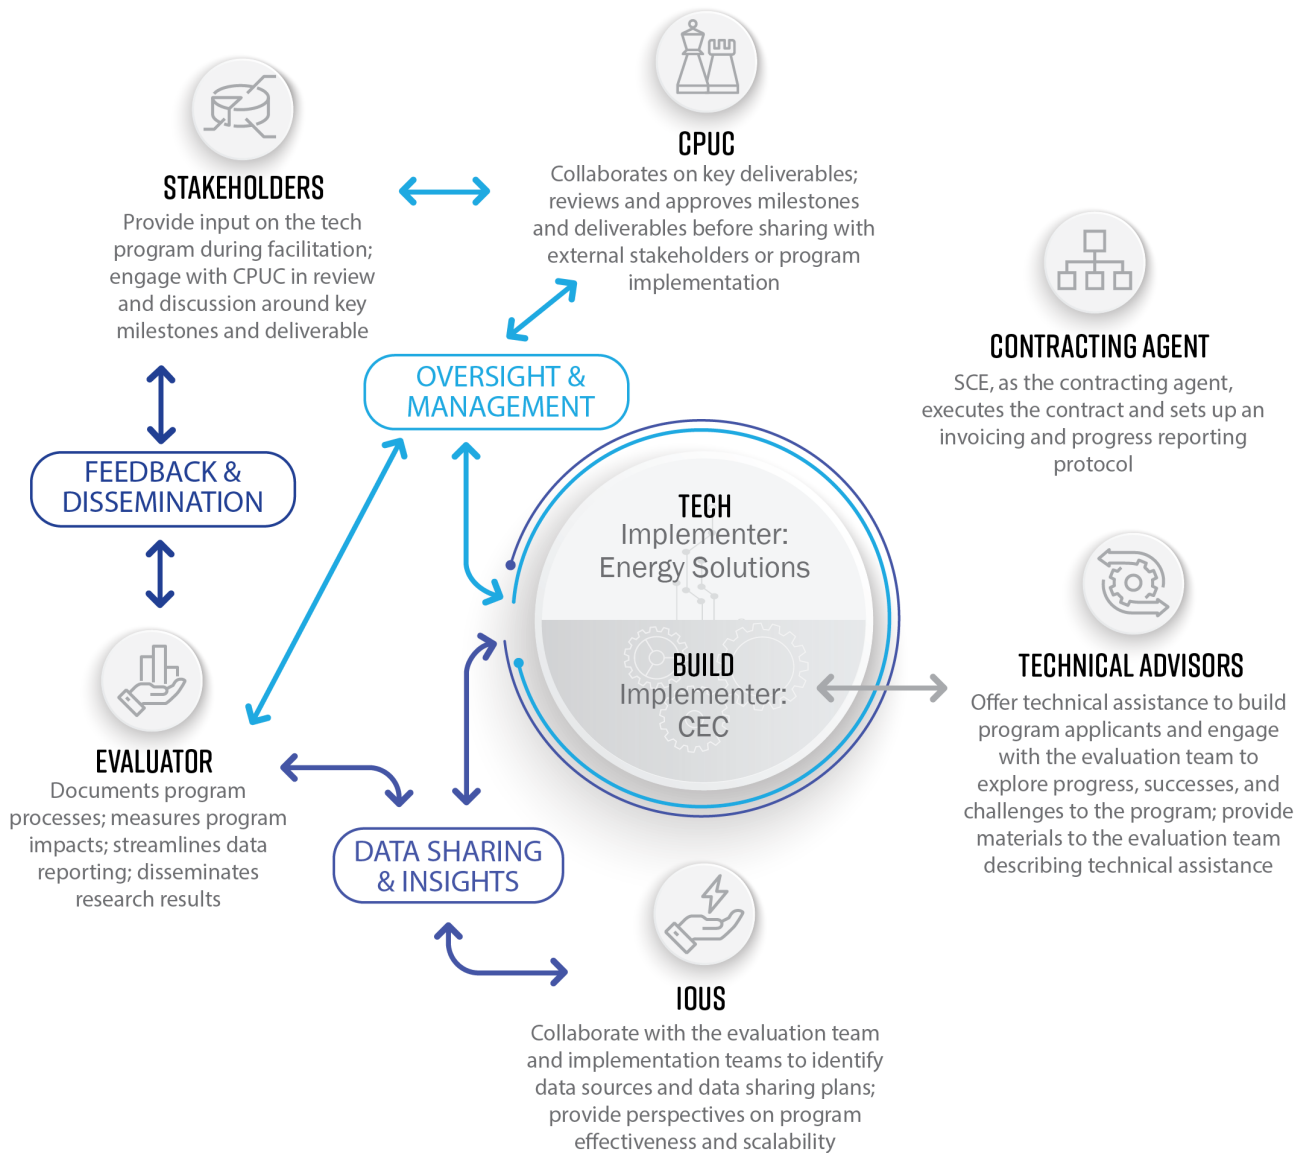 CPUC
Collaborates on key deliverables;
reviews and approves milestones
and deliverables before sharing with
external stakeholders or program
implementation
STAKEHOLDERS
Provide input on the tech
program during facilitation;
engage with CPUC in review
and discussion around key
milestones and deliverable
CONTRACTING AGENT
SCE, as the contracting agent,
executes the contract and sets up an
invoicing and progress reporting
protocol
OVERSIGHT &
MANAGEMENT
FEEDBACK &
DISSEMINATION
TECH
Implementer:
Energy Solutions
BUILD
Implementer:
CEC
TECHNICAL ADVISORS
Offer technical assistance to build
program applicants and engage
with the evaluation team to
explore progress, successes, and
challenges to the program; provide
materials to the evaluation team
describing technical assistance
EVALUATOR
Documents program
processes; measures program
impacts; streamlines data
reporting; disseminates
research results
DATA SHARING
& INSIGHTS
IOUS
Collaborate with the evaluation team
and implementation teams to identify
data sources and data sharing plans;
provide perspectives on program
effectiveness and scalability